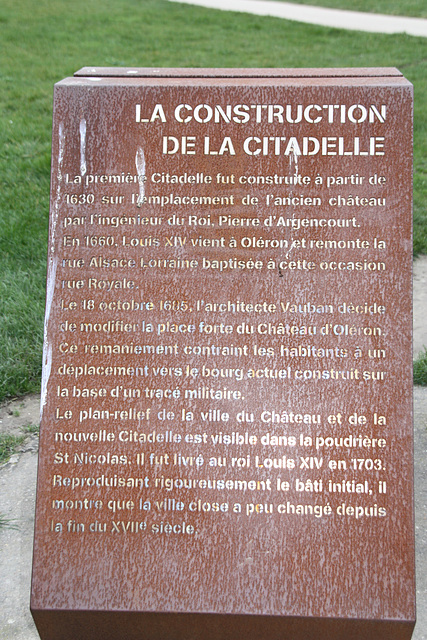 LA CONSTRUCTION
DE LA CITADELLE
La première Citadelle fut construite à partir de
1630 sur l'emplacement de l'ancien château
par l'ingénieur du Roi, Pierre d'Argencourt.
En 1660, Louis XIV vient à Oléron et remonte la
rue Alsace Lorraine baptisée à cette occasion
rue Royale.
Le 18 octobre 1685, l'architecte Vauban décide
de modifier la place forte du Château d'Oléron.
Ce remaniement contraint les habitants à un
déplacement vers le bourg actuel construit sur
la base d'un tracé militaire.
Le plan-relief de la ville du Château et de la
nouvelle Citadelle est visible dans la poudrière
St Nicolas. Il fut livré au roi Louis XIV en 1703.
Reproduisant rigoureusement le bâti initial, il
montre que la ville close a peu changé depuis
la fin du XVIIe siècle.